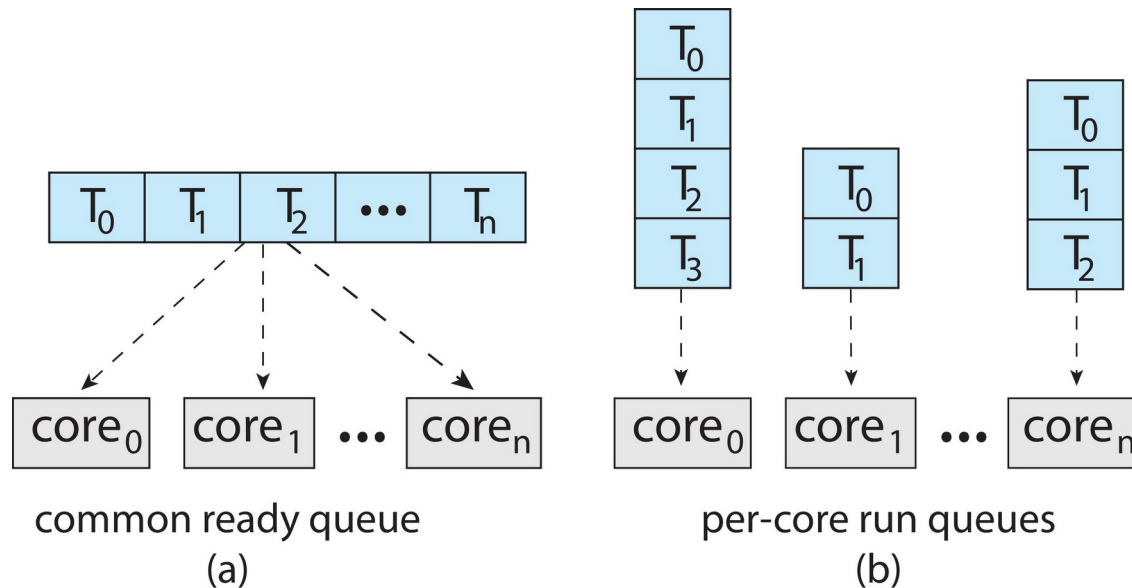 T₀ T₁ T₂ ••• Tₙ
core₀ core₁ ••• coreₙ
common ready queue
(a)
T₀
T₁
T₂
T₃
T₀
T₁
T₀
T₁
T₂
core₀ core₁ ••• coreₙ
per-core run queues
(b)